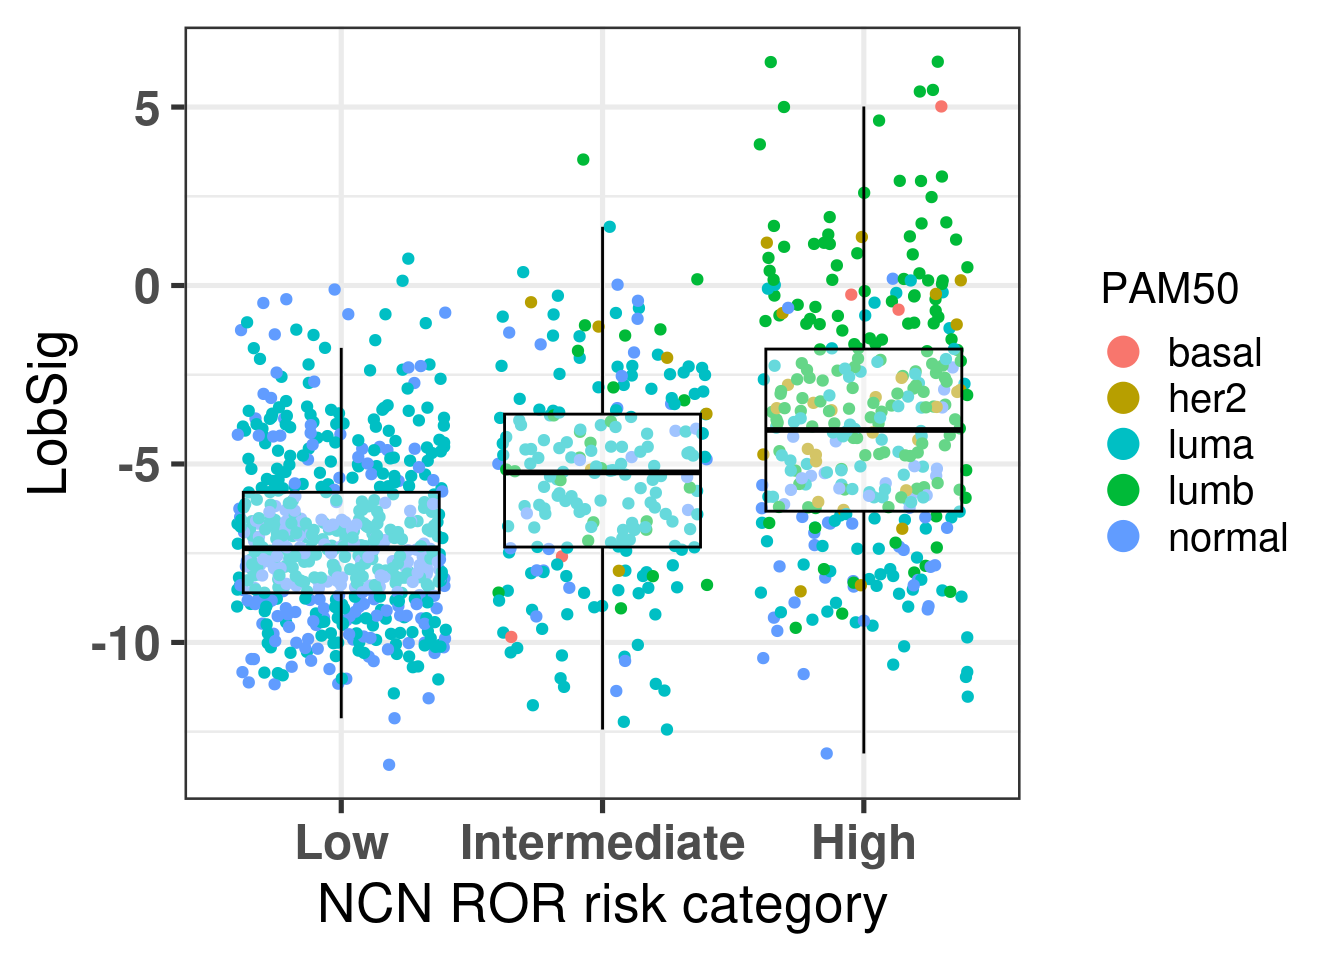 LobSig
5
0
-5
-10
Low Intermediate High
NCN ROR risk category
PAM50
basal
her2
luma
lumb
normal